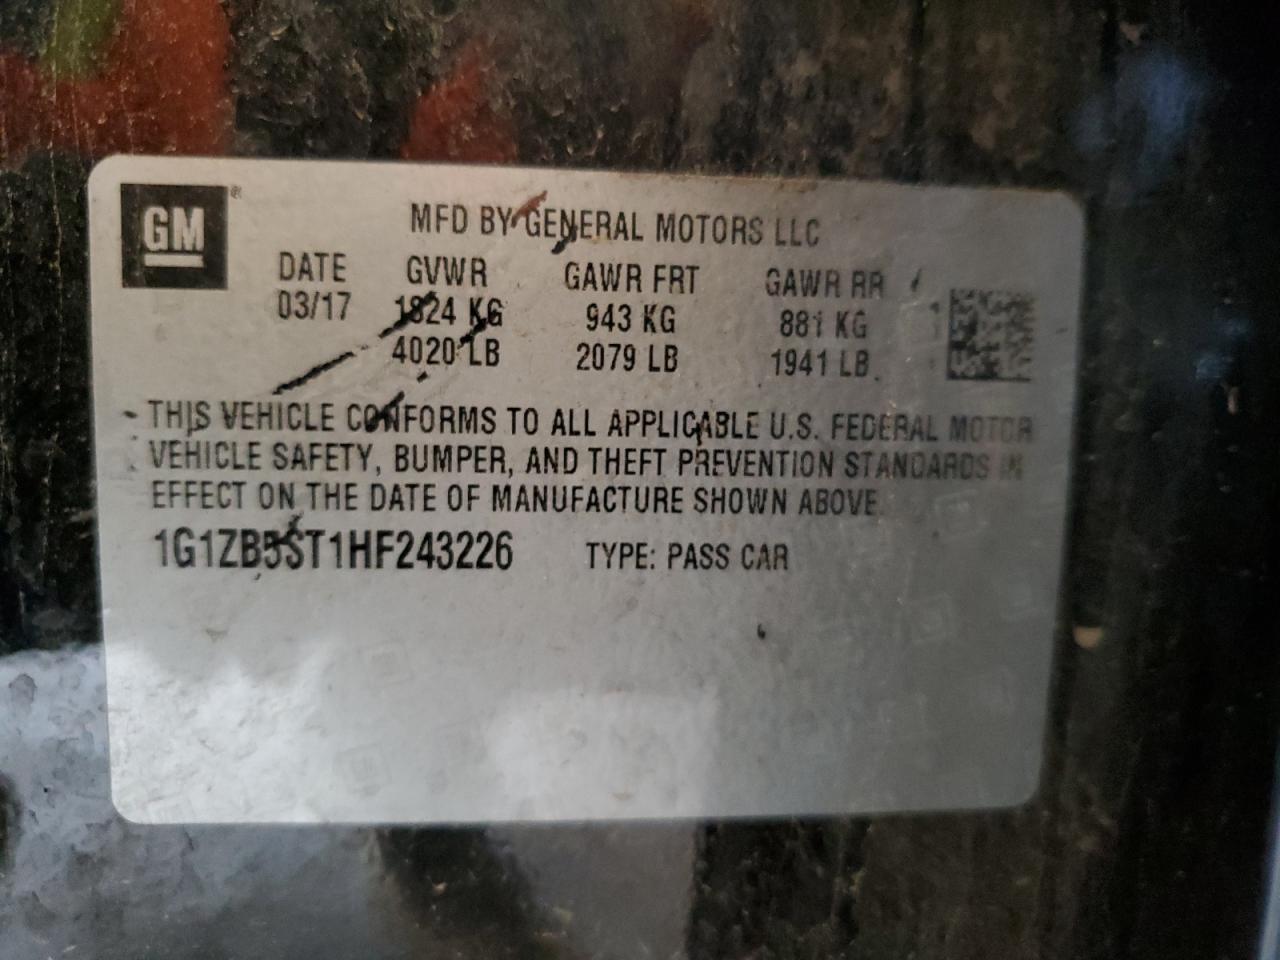 GM
MFD BY GENERAL MOTORS LLC
DATE GVWR GAWR FRT GAWR RR
03/17 1824 KG 943 KG 881 KG
4020 LB 2079 LB 1941 LB
THIS VEHICLE CONFORMS TO ALL APPLICABLE U.S. FEDERAL MOTOR
VEHICLE SAFETY, BUMPER, AND THEFT PREVENTION STANDARDS IN
EFFECT ON THE DATE OF MANUFACTURE SHOWN ABOVE.
1G1ZB5ST1HF243226 TYPE: PASS CAR